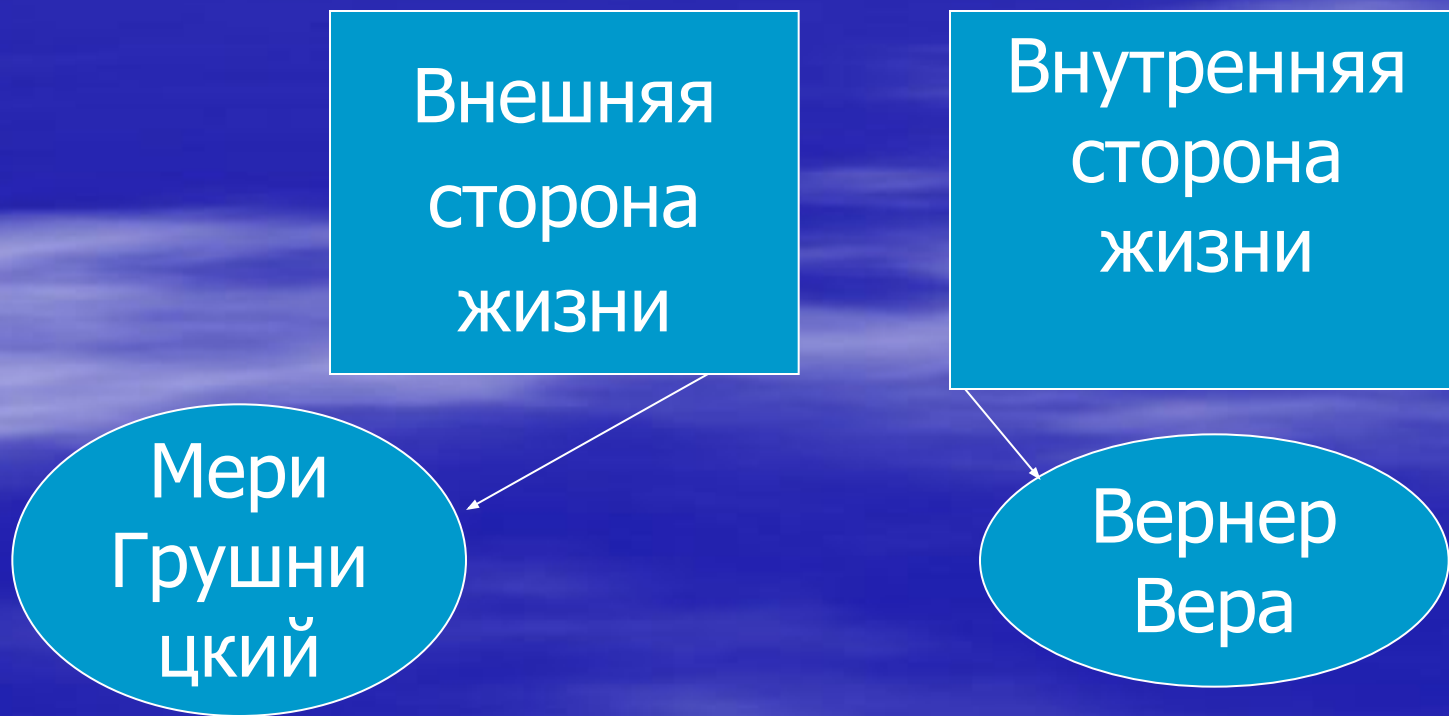 Внешняя
сторона
жизни
Внутренняя
сторона
жизни
Мери
Грушни
цкий
Вернер
Вера